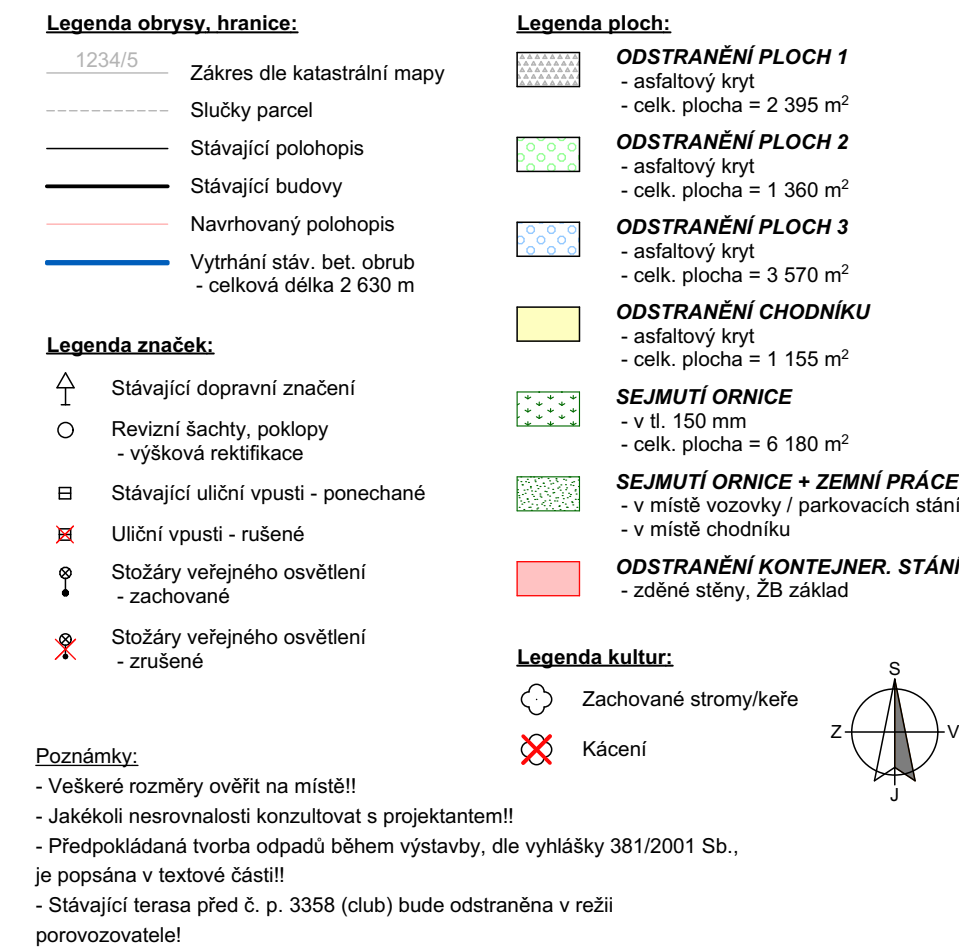 Legenda obrysy, hranice:
1234/5
Zákres dle katastrální mapy
Slučky parcel
Stávající polohopis
Stávající budovy
Navrhovaný polohopis
Vytrhání stáv. bet. obrub
- celková délka 2 630 m
Legenda značek:
Stávající dopravní značení
Revizní šachty, poklopy
- výšková rektifikace
Stávající uliční vpusti - ponechané
Uliční vpusti - rušené
Stožáry veřejného osvětlení
- zachované
Stožáry veřejného osvětlení
- zrušené
Legenda ploch:
ODSTRANĚNÍ PLOCH 1
- asfaltový kryt
- celk. plocha = 2 395 m²
ODSTRANĚNÍ PLOCH 2
- asfaltový kryt
- celk. plocha = 1 360 m²
ODSTRANĚNÍ PLOCH 3
- asfaltový kryt
- celk. plocha = 3 570 m²
ODSTRANĚNÍ CHODNÍKU
- asfaltový kryt
- celk. plocha = 1 155 m²
SEJMUTÍ ORNICE
- v tl. 150 mm
- celk. plocha = 6 180 m²
SEJMUTÍ ORNICE + ZEMNÍ PRÁCE
- v místě vozovky / parkovacích stání
- v místě chodníku
ODSTRANĚNÍ KONTEJNER. STÁNÍ
- zděné stěny, ŽB základ
Legenda kultur:
Zachované stromy/keře
Kácení
S
Z
V
J
Poznámky:
- Veškeré rozměry ověřit na místě!!
- Jakékoli nesrovnalosti konzultovat s projektantem!!
- Předpokládaná tvorba odpadů během výstavby, dle vyhlášky 381/2001 Sb.,
je popsána v textové části!!
- Stávající terasa před č. p. 3358 (club) bude odstraněna v režii
porovozovatele!